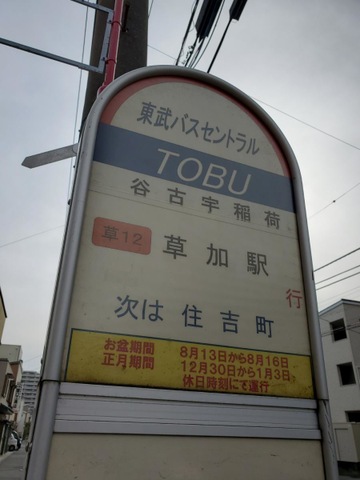 東武バスセントラル
TOBU
谷古宇稲荷
草12 草加駅
行
次は 住吉町
お盆期間 8月13日から8月16日
正月期間 12月30日から1月3日
休日時刻にて運行